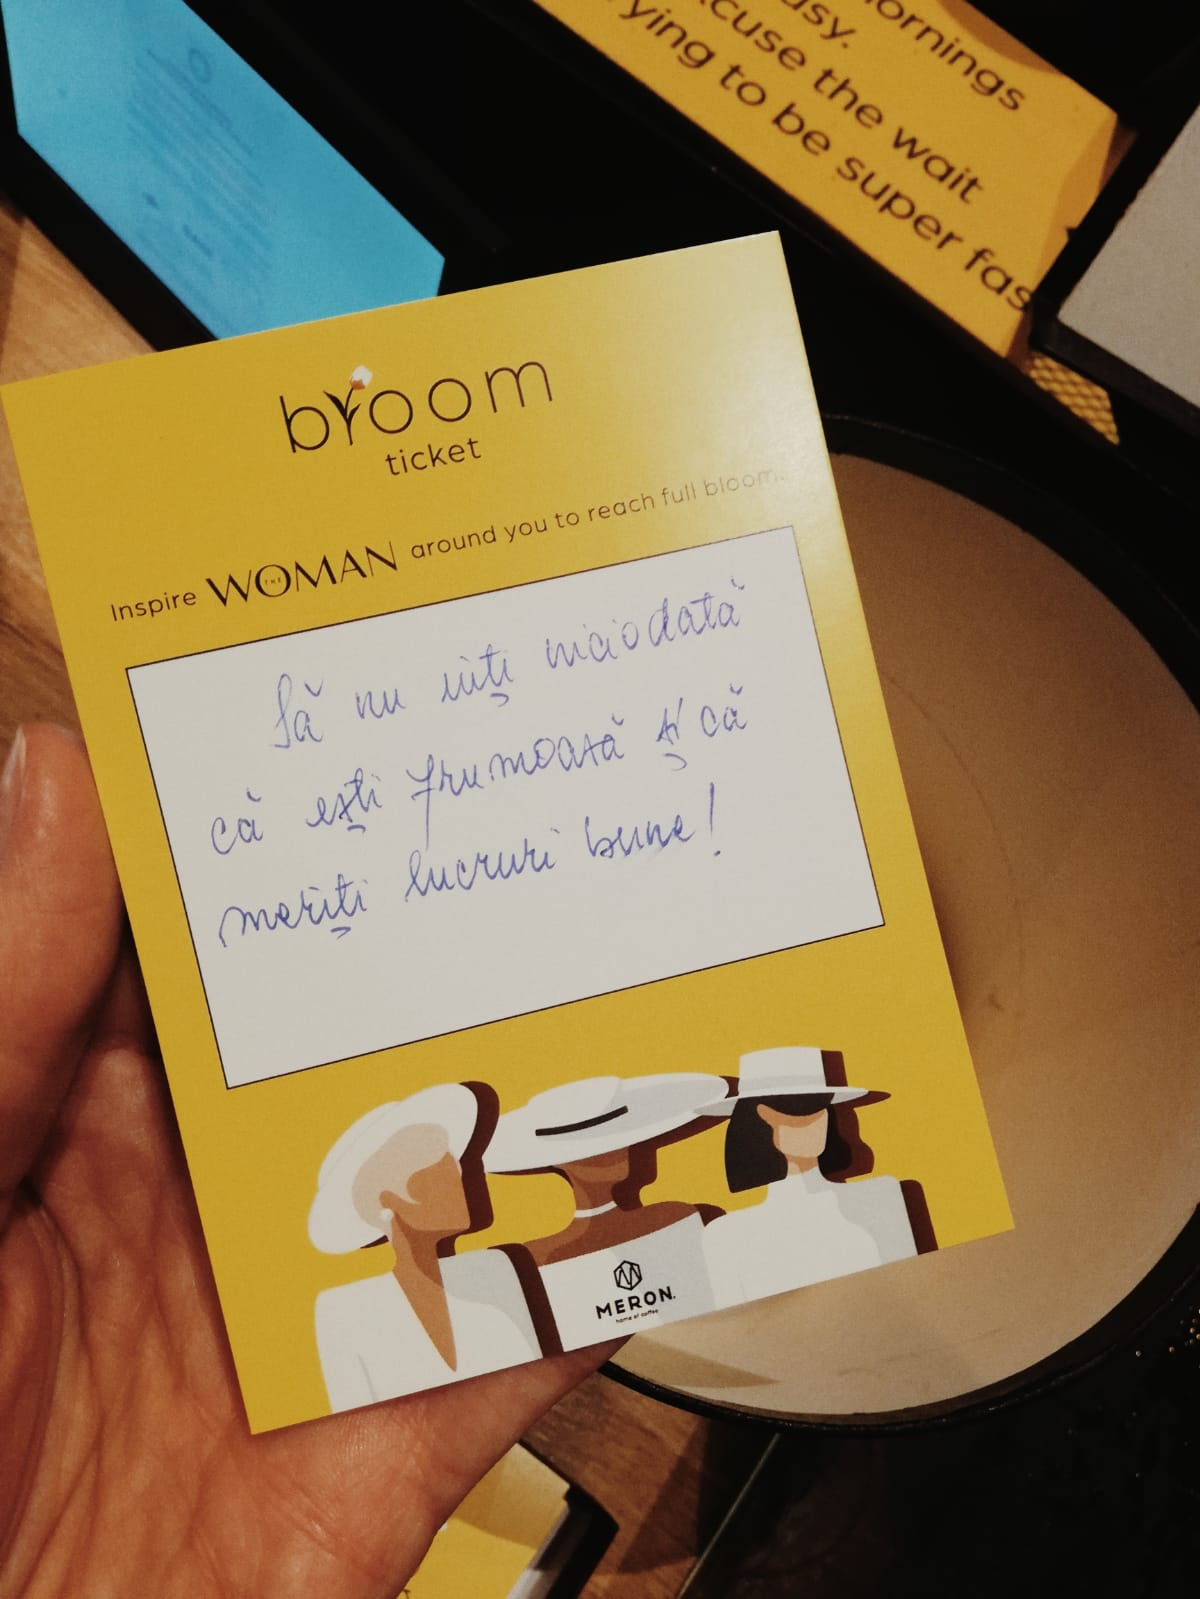 ornings
usy.
cuse the wait
ying to be super fas
bloom
ticket
Inspire THE WOMAN around you to reach full bloom.
Să nu uiți niciodată
că ești frumoasă și că
meriți lucruri bune!
MERON.
home of coffee